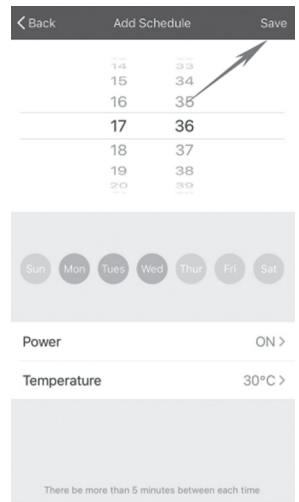 < Back Add Schedule Save
14 33
15 34
16 35
17 36
18 37
19 38
20 39
Sun Mon Tues Wed Thur Fri Sat
Power ON >
Temperature 30°C >
There be more than 5 minutes between each time